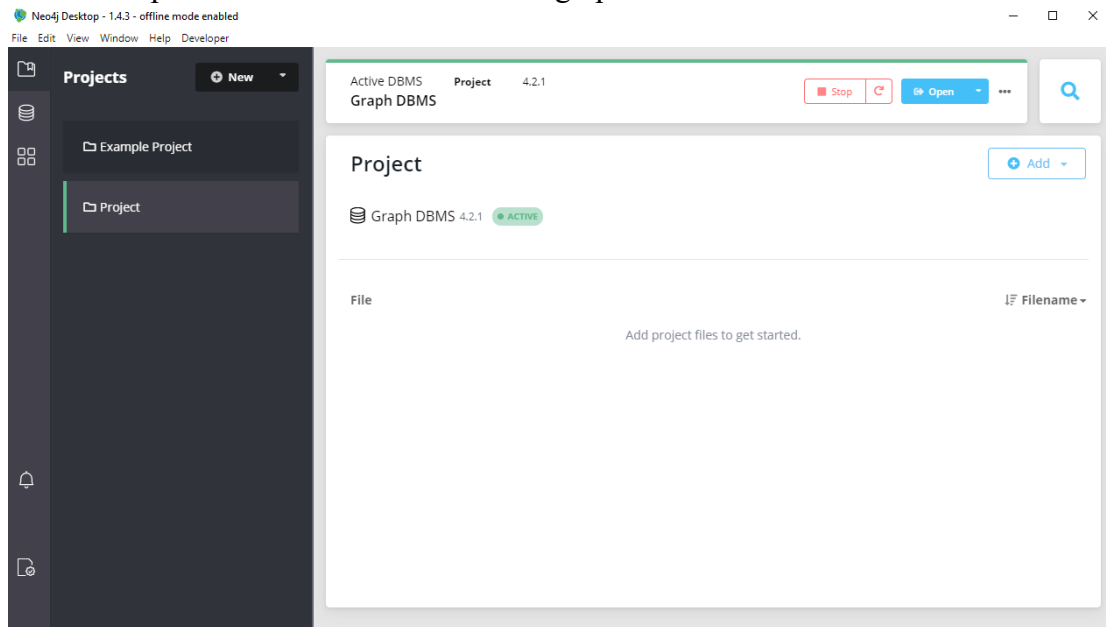 Neo4j Desktop - 1.4.3 - offline mode enabled
File Edit View Window Help Developer
Projects
New
Example Project
Project
Active DBMS Project 4.2.1
Graph DBMS
Stop
Open
Project
Add
Graph DBMS 4.2.1 ACTIVE
File
Filename
Add project files to get started.